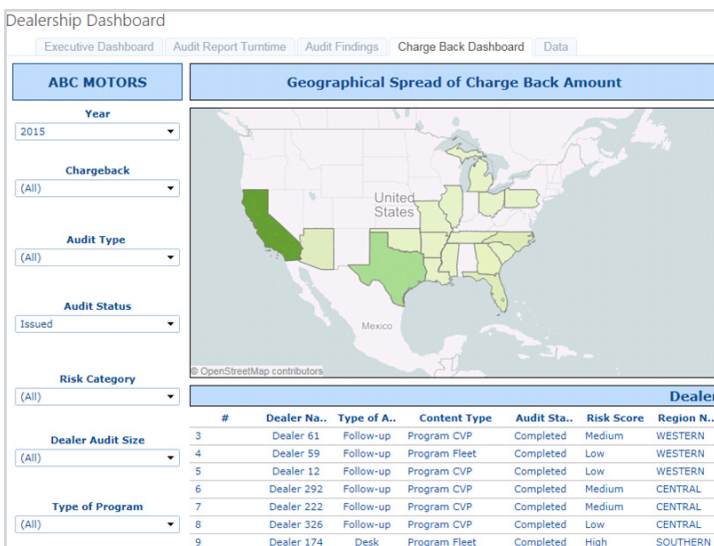 Dealership Dashboard
Executive Dashboard Audit Report Turntime Audit Findings Charge Back Dashboard Data
ABC MOTORS
Geographical Spread of Charge Back Amount
Year
2015
Chargeback
(All)
Audit Type
(All)
Audit Status
Issued
Risk Category
(All)
Dealer Audit Size
(All)
Type of Program
(All)
United
States
Mexico
© OpenStreetMap contributors
Dealer
# Dealer Na.. Type of A.. Content Type Audit Sta.. Risk Score Region N..
3 Dealer 61 Follow-up Program CVP Completed Medium WESTERN
4 Dealer 59 Follow-up Program Fleet Completed Low WESTERN
5 Dealer 12 Follow-up Program CVP Completed Low WESTERN
6 Dealer 292 Follow-up Program CVP Completed Medium CENTRAL
7 Dealer 222 Follow-up Program CVP Completed Medium CENTRAL
8 Dealer 326 Follow-up Program CVP Completed Low CENTRAL
9 Dealer 174 Desk Program Fleet Completed High SOUTHERN